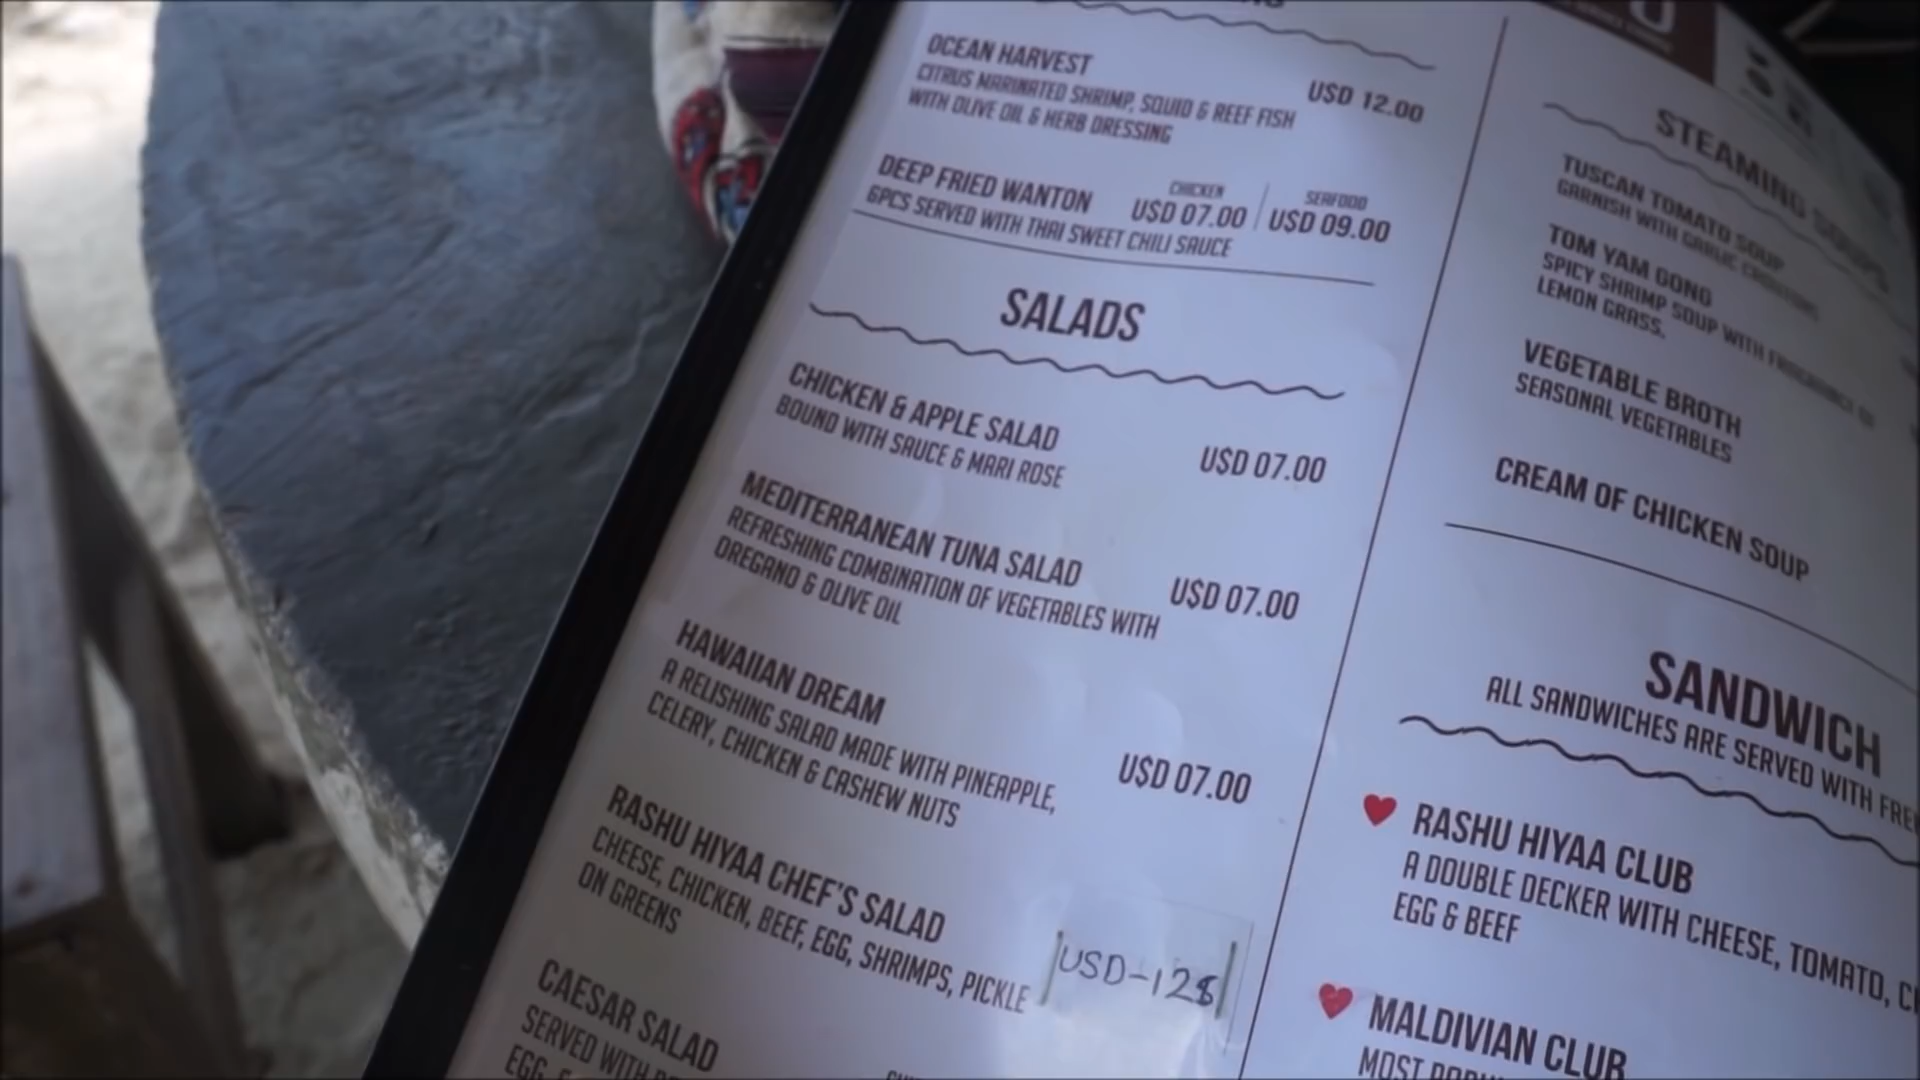 OCEAN HARVEST
CITRUS MARINATED SHRIMP, SQUID & REEF FISH
WITH OLIVE OIL & HERB DRESSING
USD 12.00
DEEP FRIED WANTON
6PCS SERVED WITH THAI SWEET CHILI SAUCE
CHICKEN
USD 07.00
SEAFOOD
USD 09.00
SALADS
CHICKEN & APPLE SALAD
BOUND WITH SAUCE & MARI ROSE
USD 07.00
MEDITERRANEAN TUNA SALAD
REFRESHING COMBINATION OF VEGETABLES WITH
OREGANO & OLIVE OIL
USD 07.00
HAWAIIAN DREAM
A RELISHING SALAD MADE WITH PINEAPPLE,
CELERY, CHICKEN & CASHEW NUTS
USD 07.00
RASHU HIYAA CHEF'S SALAD
CHEESE, CHICKEN, BEEF, EGG, SHRIMPS, PICKLE
ON GREENS
USD-12$
CAESAR SALAD
SERVED WITH
EGG,
STEAMING SOUPS
TUSCAN TOMATO SOUP
GARNISH WITH GARLIC CROUTONS
TOM YAM GONG
SPICY SHRIMP SOUP WITH FRAGRANCE OF
LEMON GRASS.
VEGETABLE BROTH
SEASONAL VEGETABLES
CREAM OF CHICKEN SOUP
SANDWICH
ALL SANDWICHES ARE SERVED WITH
RASHU HIYAA CLUB
A DOUBLE DECKER WITH CHEESE, TOMATO,
EGG & BEEF
MALDIVIAN CLUB
MOST